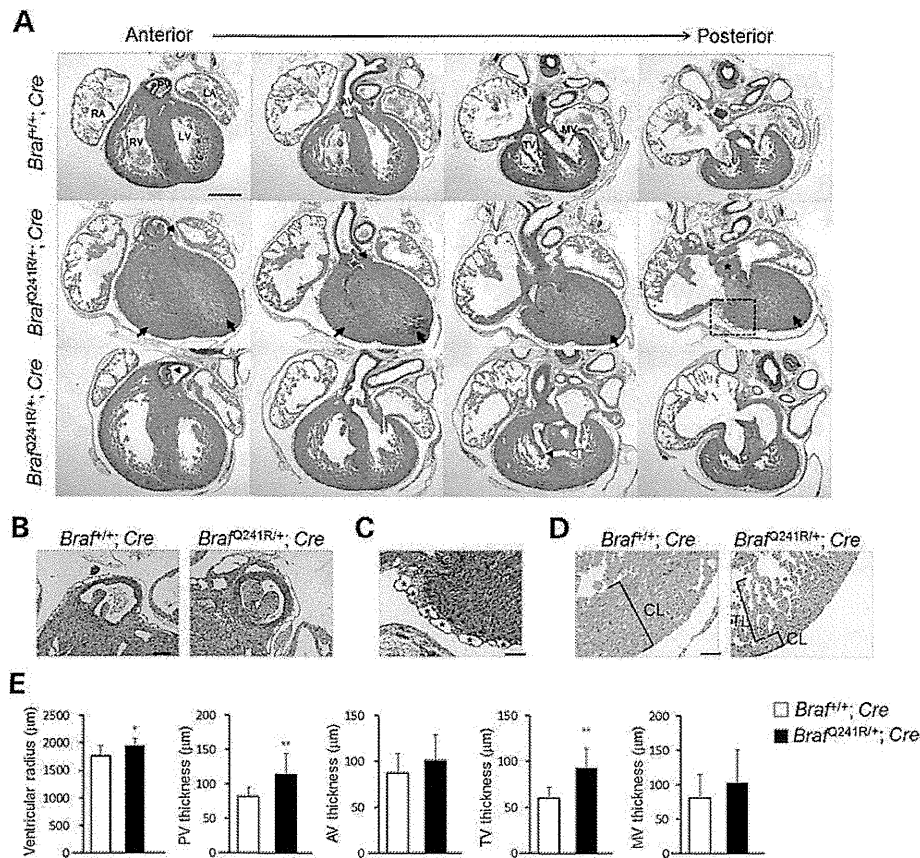 A
Anterior
Posterior
Braf+/+; Cre
PV
LA
RA
RV
LV
AV
TV
MV
BrafQ241R/+; Cre
*
BrafQ241R/+; Cre
B
Braf+/+; Cre
BrafQ241R/+; Cre
C
D
Braf+/+; Cre
BrafQ241R/+; Cre
CL
TL
CL
E
Ventricular radius (µm)
2500
2000
1500
1000
500
0
*
PV thickness (µm)
200
150
100
50
0
**
AV thickness (µm)
150
100
50
0
TV thickness (µm)
150
100
50
0
**
MV thickness (µm)
200
150
100
50
0
Braf+/+; Cre
BrafQ241R/+; Cre